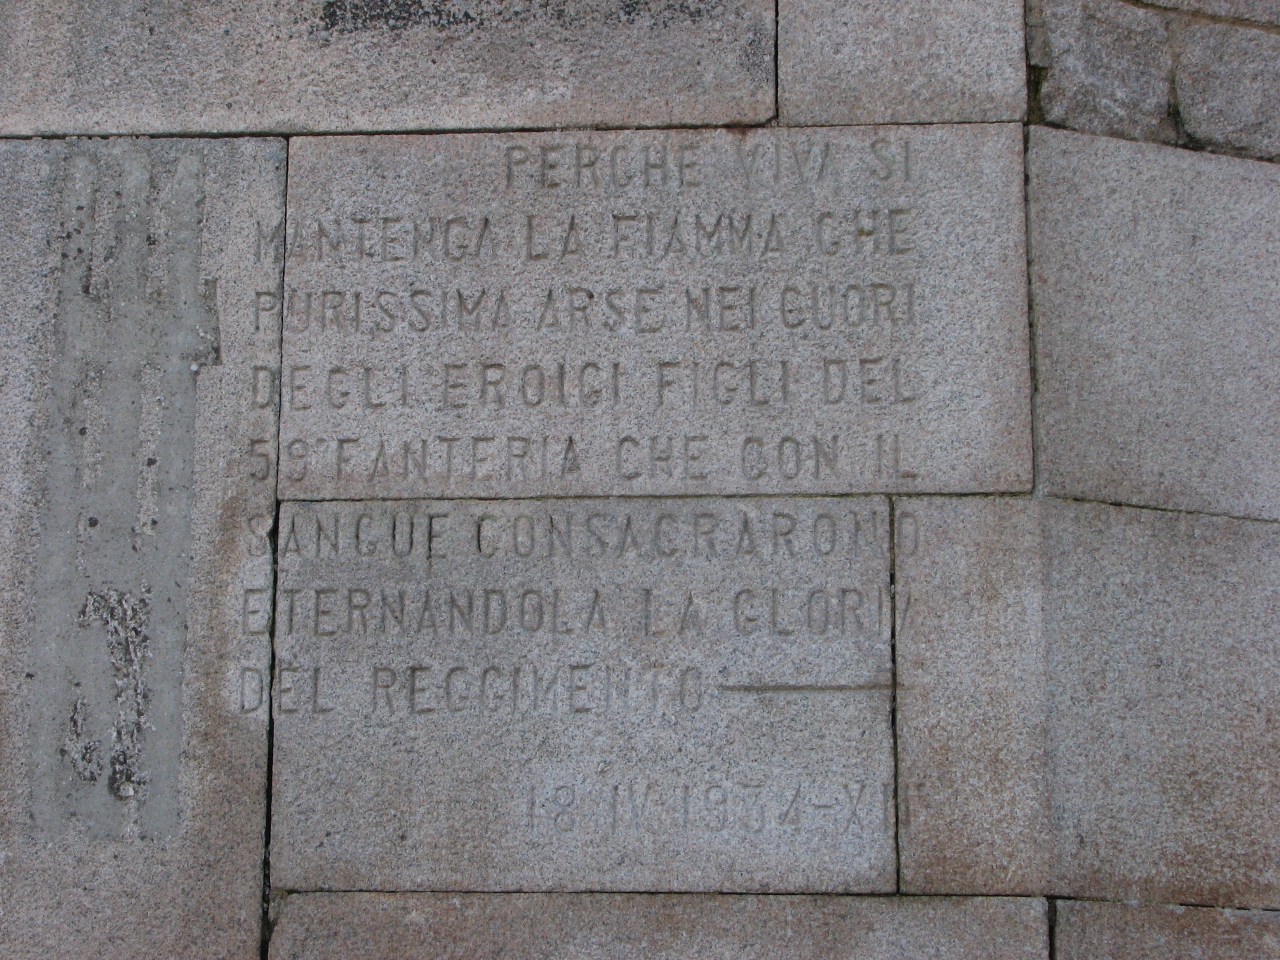 PERCHE VIVA SI
MANTENGA LA FIAMMA CHE
PURISSIMA ARSE NEI CUORI
DEGLI EROICI FIGLI DEL
59° FANTERIA CHE CON IL
SANGUE CONSACRARONO
ETERNANDOLA LA GLORIA
DEL REGGIMENTO —
18 IV 1934-XII